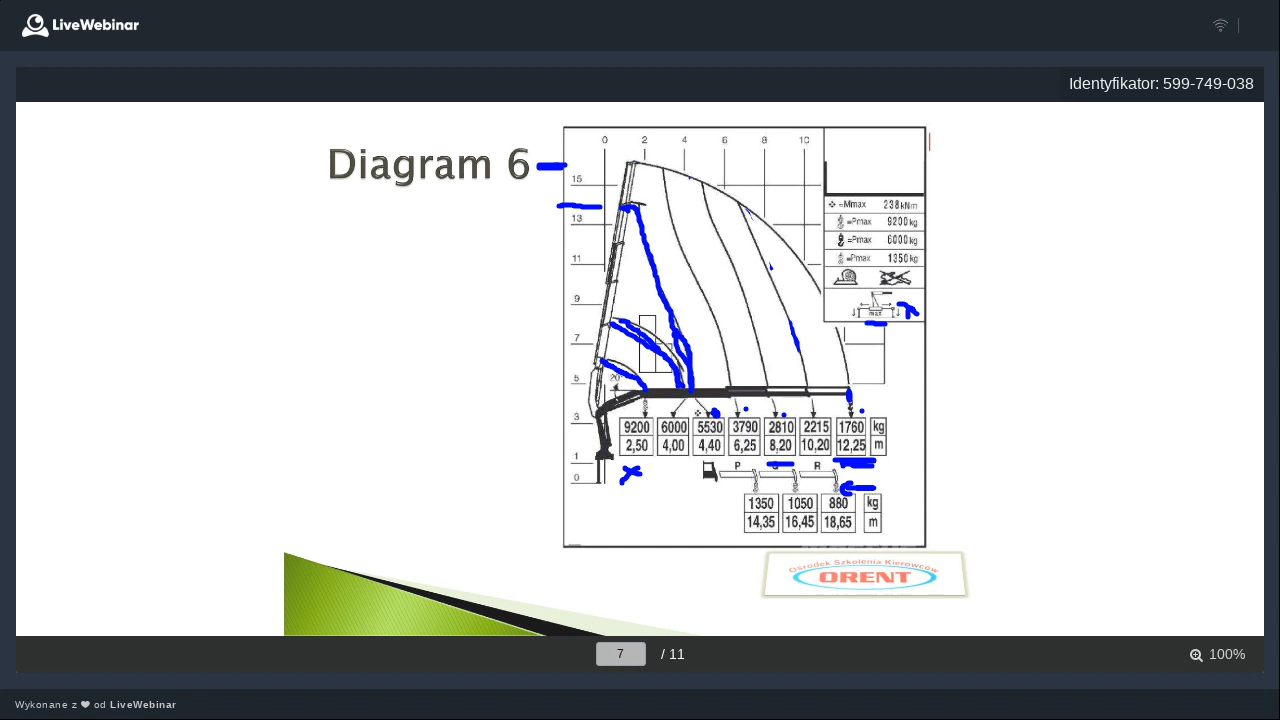 LiveWebinar
Identyfikator: 599-749-038
Diagram 6
0 2 4 6 8 10
15
13
11
9
7
5
3
1
0
20
=Mmax 238 kNm
=Pmax 9200 kg
=Pmax 6000 kg
=Pmax 1350 kg
max
9200 6000 5530 3790 2810 2215 1760 kg
2,50 4,00 4,40 6,25 8,20 10,20 12,25 m
P Q R
1350 1050 880 kg
14,35 16,45 18,65 m
Ośrodek Szkolenia Kierowców
ORENT
7 / 11
100%
Wykonane z od LiveWebinar